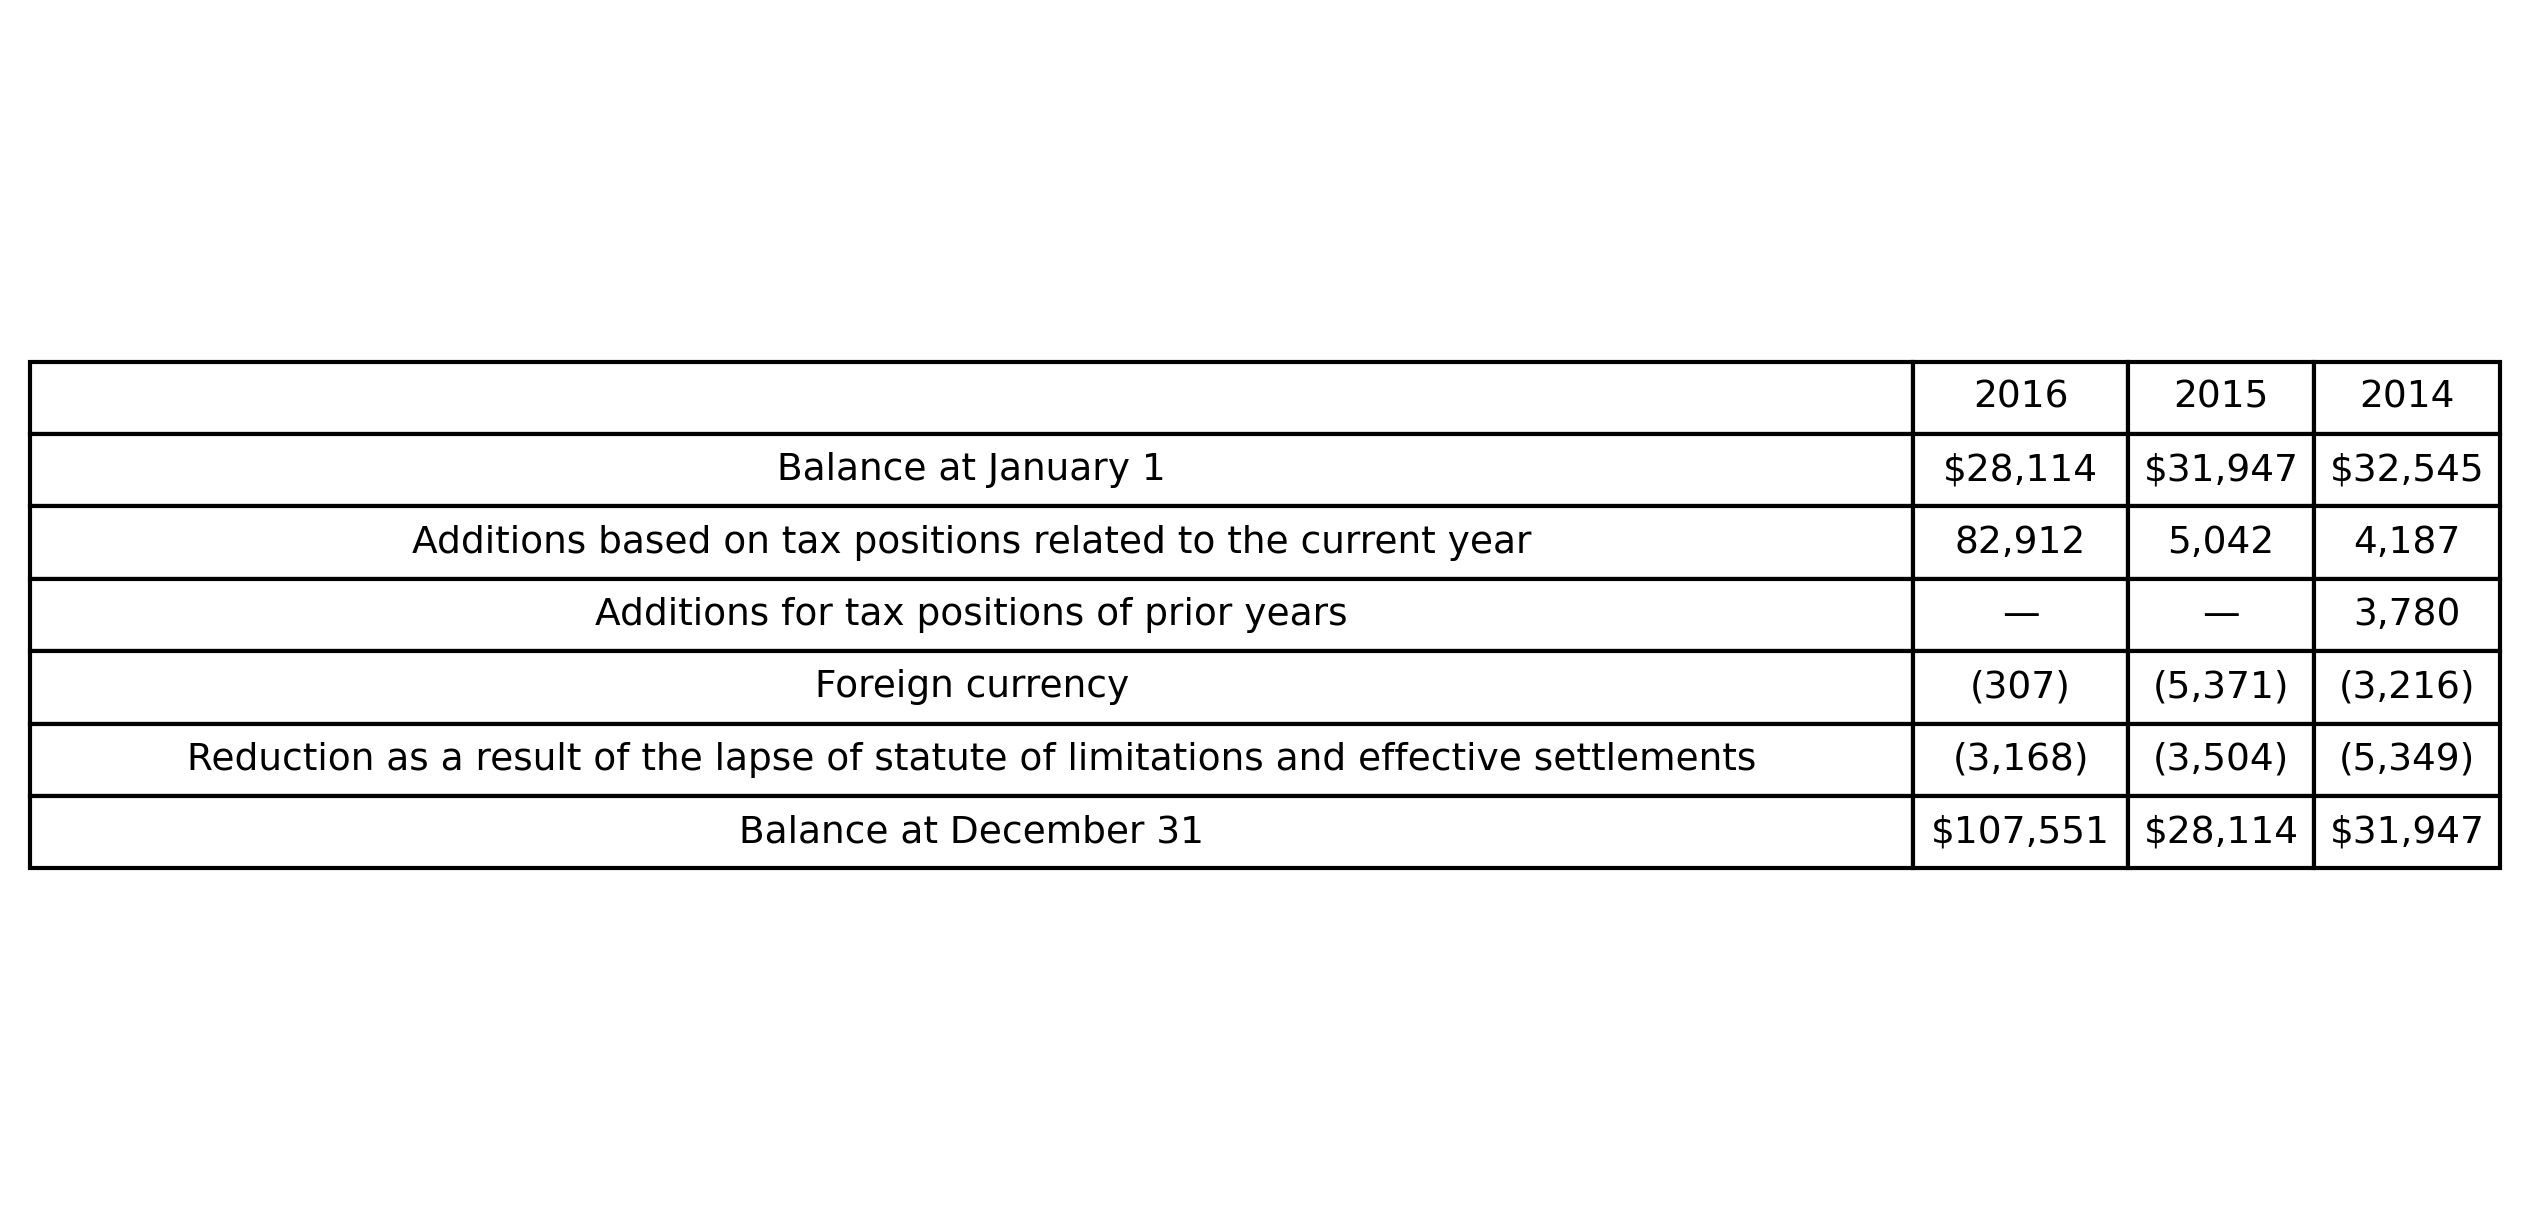 2016 2015 2014
Balance at January 1 $28,114 $31,947 $32,545
Additions based on tax positions related to the current year 82,912 5,042 4,187
Additions for tax positions of prior years — — 3,780
Foreign currency (307) (5,371) (3,216)
Reduction as a result of the lapse of statute of limitations and effective settlements (3,168) (3,504) (5,349)
Balance at December 31 $107,551 $28,114 $31,947